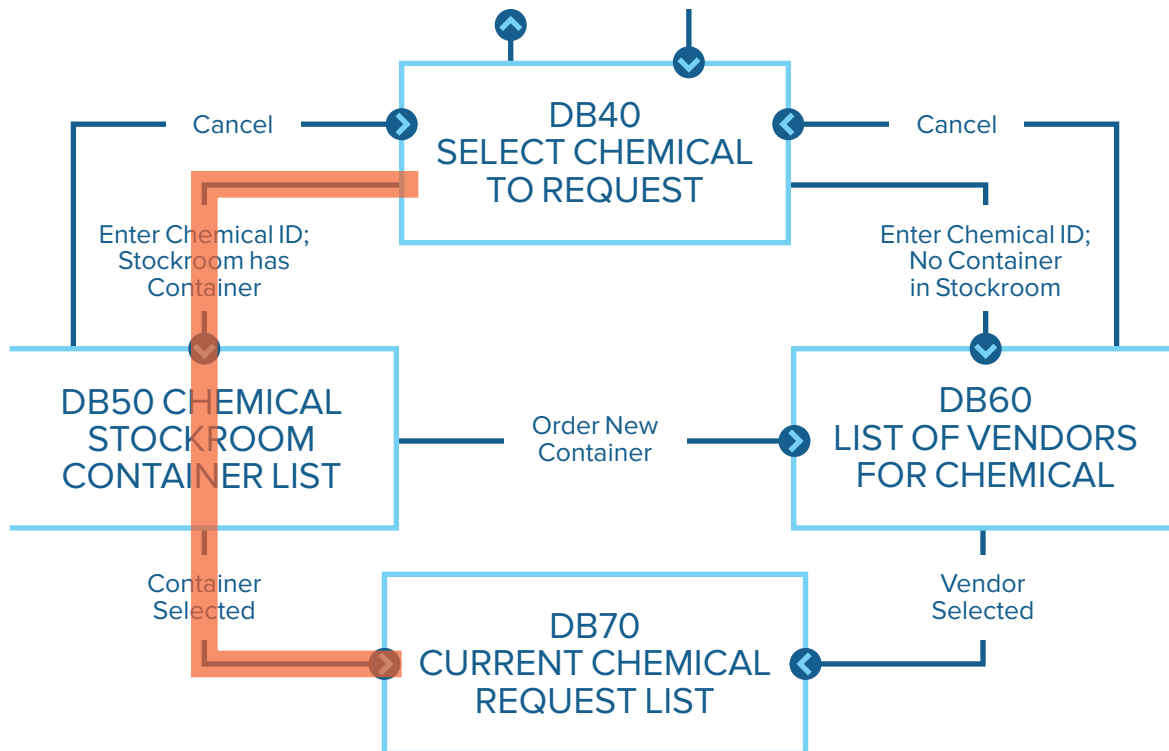 DB40
SELECT CHEMICAL
TO REQUEST
Cancel
Cancel
Enter Chemical ID;
Stockroom has
Container
Enter Chemical ID;
No Container
in Stockroom
DB50 CHEMICAL
STOCKROOM
CONTAINER LIST
Order New
Container
DB60
LIST OF VENDORS
FOR CHEMICAL
Container
Selected
Vendor
Selected
DB70
CURRENT CHEMICAL
REQUEST LIST